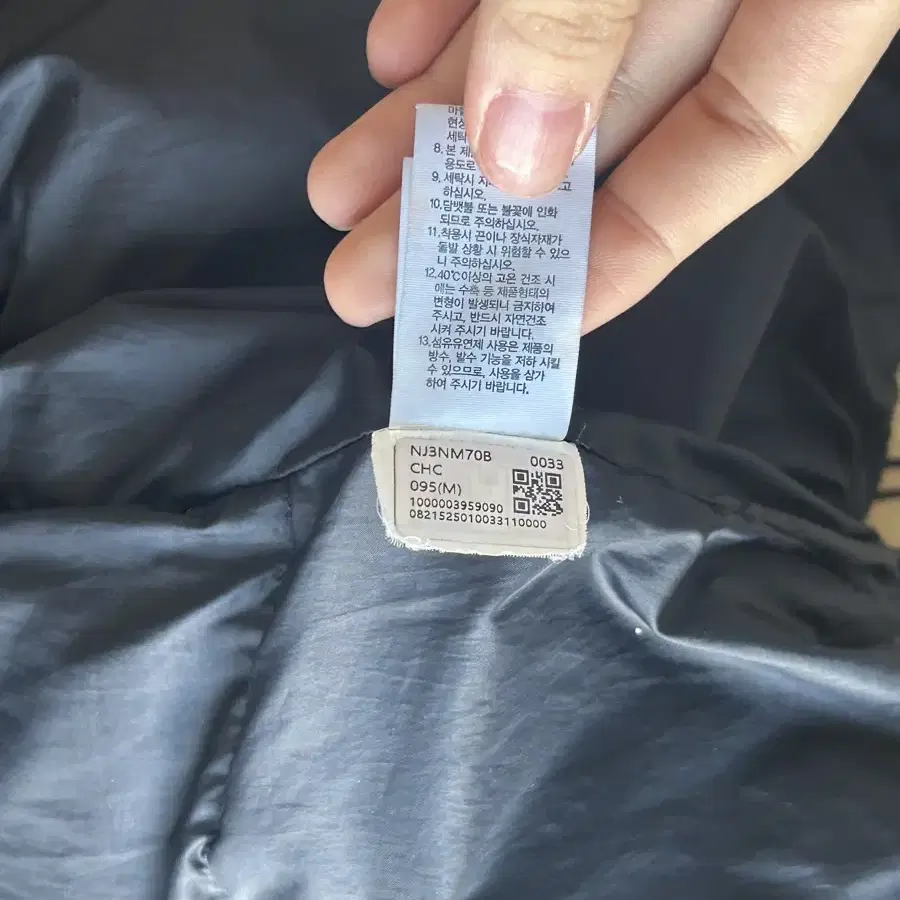 현상
세탁
8. 본 제
용도로
9. 세탁시 지 고
하십시오.
10.담뱃불 또는 불꽃에 인화
되므로 주의하십시오.
11.착용시 끈이나 장식자재가
돌발 상황 시 위험할 수 있으
니 주의하십시오.
12.40℃이상의 고온 건조 시
에는 수축 등 제품형태의
변형이 발생되니 금지하여
주시고, 반드시 자연건조
시켜 주시기 바랍니다.
13.섬유유연제 사용은 제품의
방수, 발수 기능을 저하 시킬
수 있으므로, 사용을 삼가
하여 주시기 바랍니다.
NJ3NM70B 0033
CHC
095(M)
1000003959090
0821525010033110000